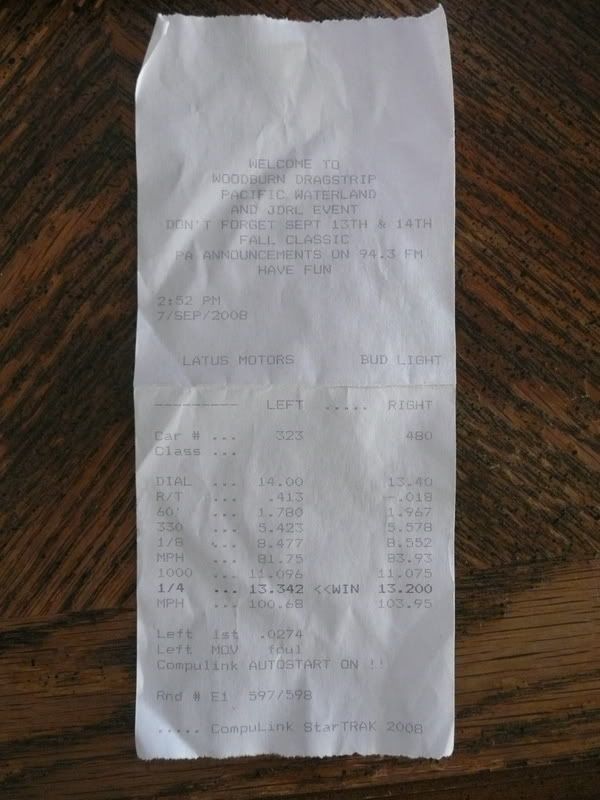 WELCOME TO
WOODBURN DRAGSTRIP
PACIFIC WATERLAND
AND JDRL EVENT
DON'T FORGET SEPT 13TH & 14TH
FALL CLASSIC
PA ANNOUNCEMENTS ON 94.3 FM
HAVE FUN
2:52 PM
7/SEP/2008
LATUS MOTORS BUD LIGHT
--------- LEFT ..... RIGHT
Car # ... 323 480
Class ...
DIAL ... 14.00 13.40
R/T ... .413 -.018
60' ... 1.780 1.967
330 ... 5.423 5.578
1/8 ... 8.477 8.552
MPH ... 81.75 83.93
1000 ... 11.096 11.075
1/4 ... 13.342 <<WIN 13.200
MPH ... 100.68 103.95
Left 1st .0274
Left MOV foul
Compulink AUTOSTART ON !!
Rnd # E1 597/598
..... CompuLink StarTRAK 2008